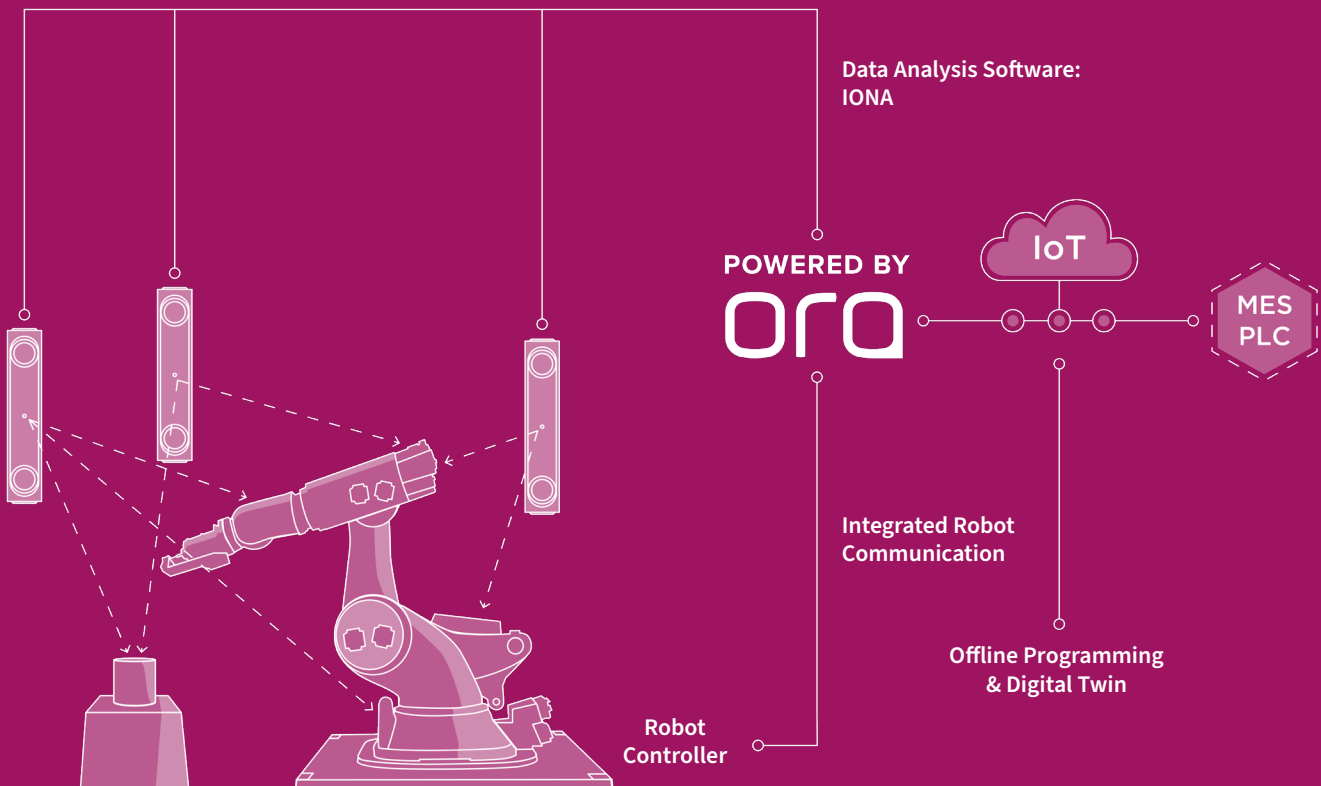 Data Analysis Software:
IONA
POWERED BY
ora
IoT
MES
PLC
Integrated Robot
Communication
Offline Programming
& Digital Twin
Robot
Controller